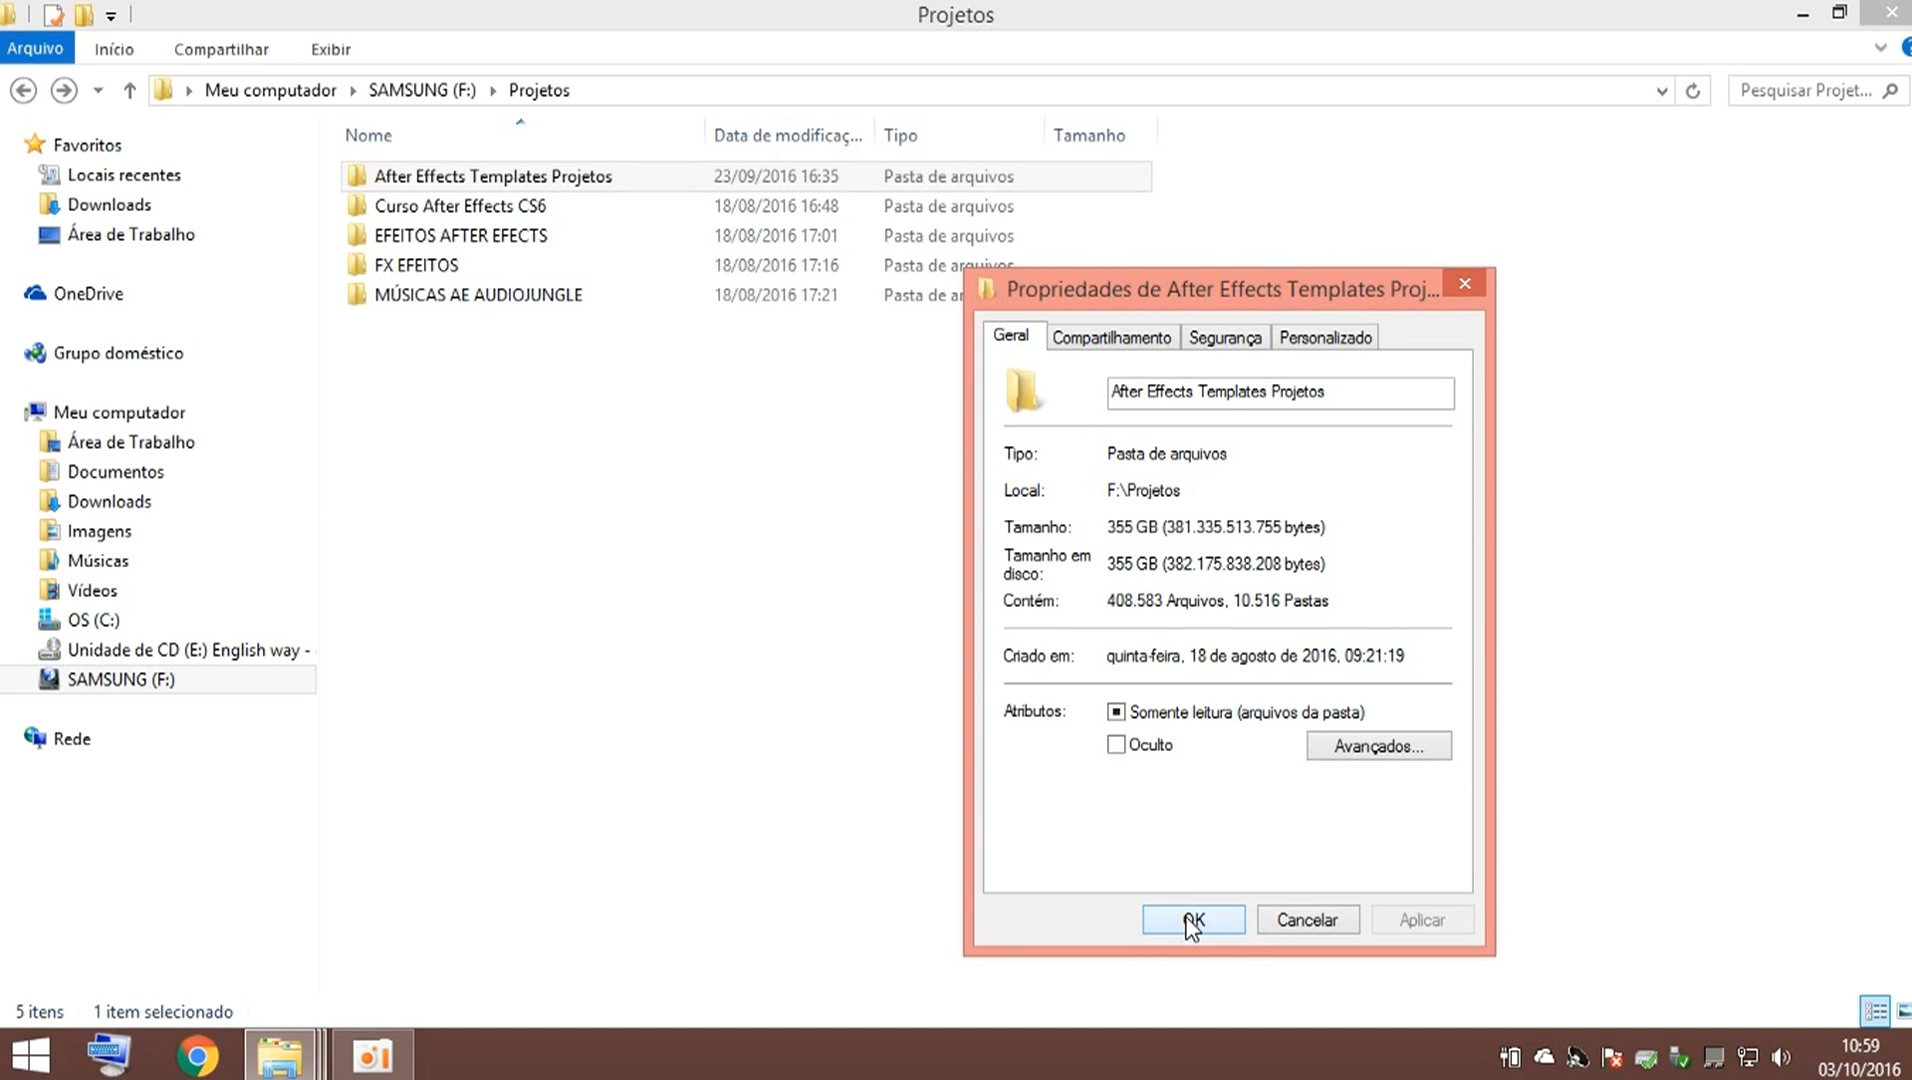 Projetos
Arquivo
Início
Compartilhar
Exibir
Meu computador
SAMSUNG (F:)
Projetos
Pesquisar Projet...
Favoritos
Locais recentes
Downloads
Área de Trabalho
OneDrive
Grupo doméstico
Meu computador
Área de Trabalho
Documentos
Downloads
Imagens
Músicas
Vídeos
OS (C:)
Unidade de CD (E:) English way -
SAMSUNG (F:)
Rede
Nome Data de modificaç... Tipo Tamanho
After Effects Templates Projetos 23/09/2016 16:35 Pasta de arquivos
Curso After Effects CS6 18/08/2016 16:48 Pasta de arquivos
EFEITOS AFTER EFECTS 18/08/2016 17:01 Pasta de arquivos
FX EFEITOS 18/08/2016 17:16 Pasta de arquivos
MÚSICAS AE AUDIOJUNGLE 18/08/2016 17:21 Pasta de ar
Propriedades de After Effects Templates Proj...
Geral
Compartilhamento
Segurança
Personalizado
After Effects Templates Projetos
Tipo: Pasta de arquivos
Local: F:\Projetos
Tamanho: 355 GB (381.335.513.755 bytes)
Tamanho em
disco: 355 GB (382.175.838.208 bytes)
Contém: 408.583 Arquivos, 10.516 Pastas
Criado em: quinta-feira, 18 de agosto de 2016, 09:21:19
Atributos: Somente leitura (arquivos da pasta)
Oculto
Avançados...
OK
Cancelar
Aplicar
5 itens
1 item selecionado
10:59
03/10/2016